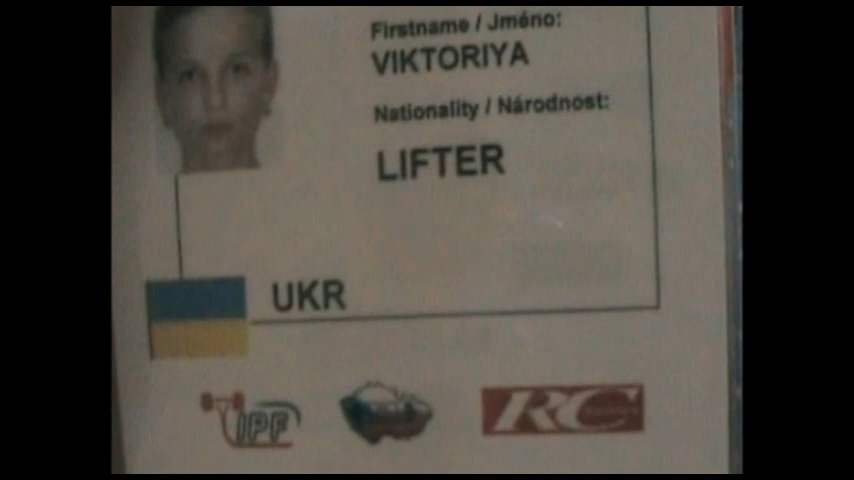 Firstname / Jméno:
VIKTORIYA
Nationality / Národnost:
LIFTER
UKR
IPF
RC